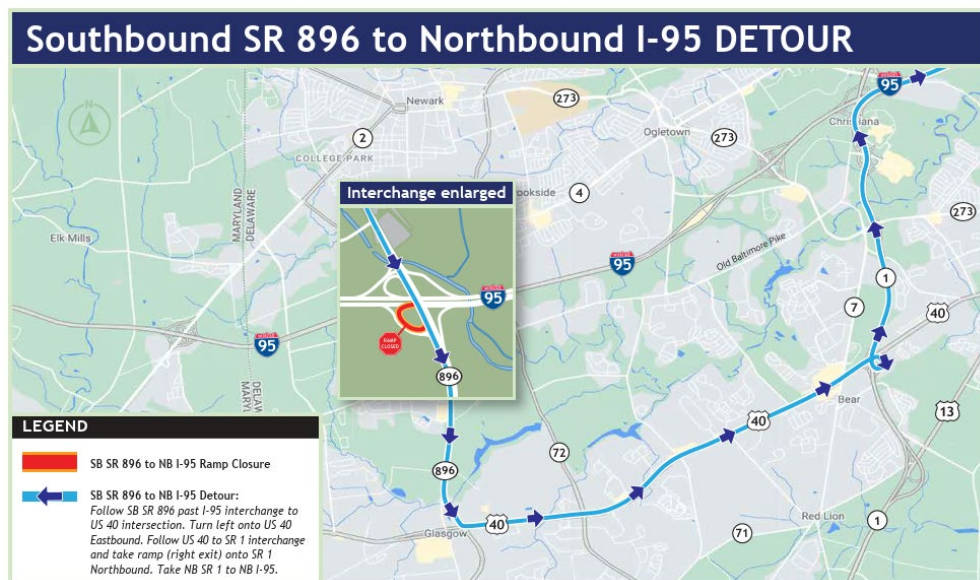 Southbound SR 896 to Northbound I-95 DETOUR
95
Newark
273
Christiana
2
Ogletown
273
COLLEGE PARK
N
Interchange enlarged
4
MARYLAND
DELAWARE
273
Elk Mills
Old Baltimore Pike
95
95
1
7
40
RAMP
CLOSED
95
896
Bear
13
40
LEGEND
SB SR 896 to NB I-95 Ramp Closure
SB SR 896 to NB I-95 Detour:
Follow SB SR 896 past I-95 interchange to
US 40 intersection. Turn left onto US 40
Eastbound. Follow US 40 to SR 1 interchange
and take ramp (right exit) onto SR 1
Northbound. Take NB SR 1 to NB I-95.
72
896
40
Glasgow
Red Lion
1
71